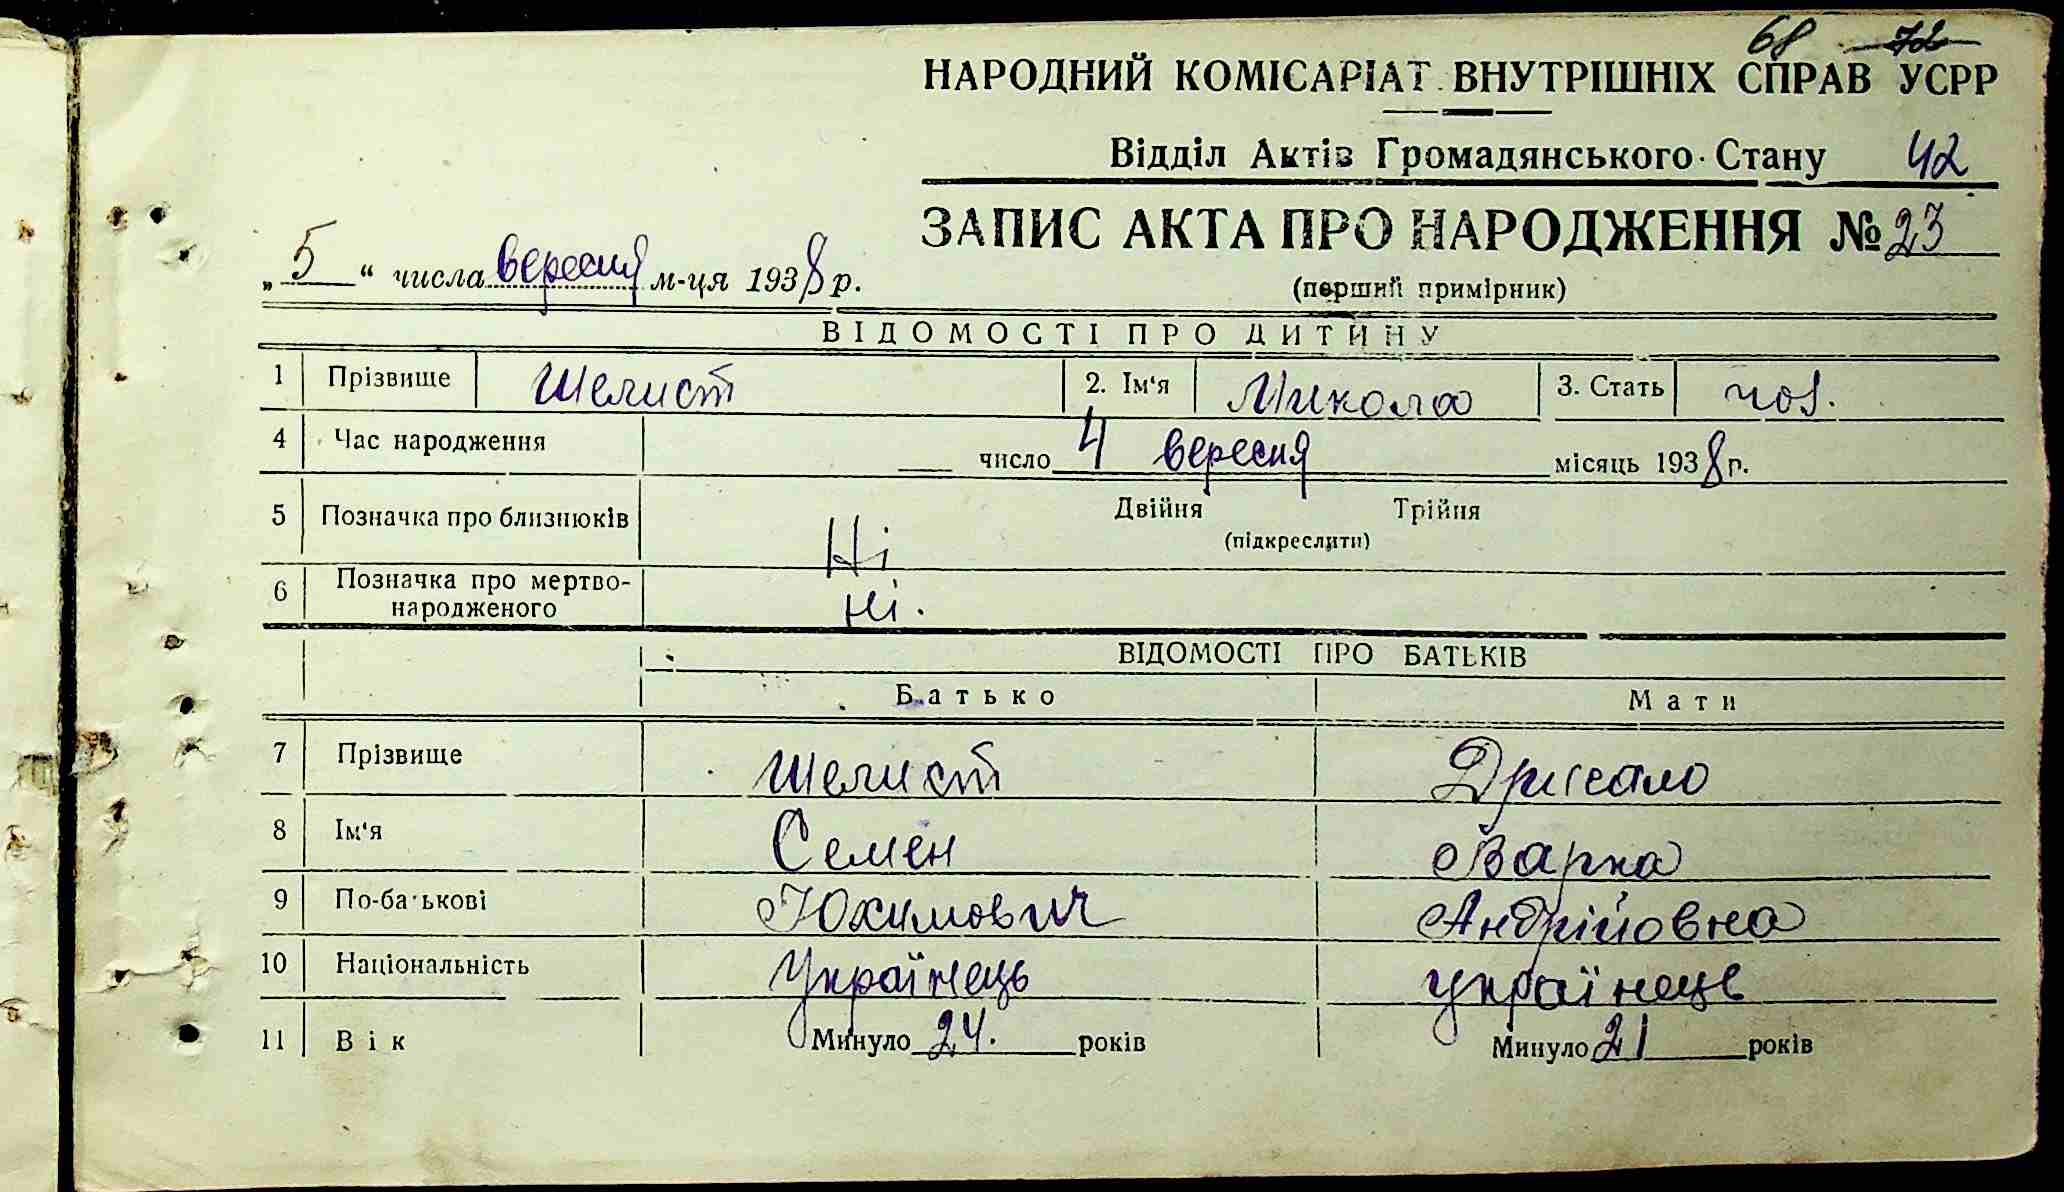 68 72
НАРОДНИЙ КОМІСАРІАТ ВНУТРІШНІХ СПРАВ УСРР
Відділ Актів Громадянського Стану 42
ЗАПИС АКТА ПРО НАРОДЖЕННЯ № 23
„5“ числа вересня м-ця 1938 р.
(перший примірник)
ВІДОМОСТІ ПРО ДИТИНУ
1 Прізвище Шелист 2. Ім'я Микола 3. Стать чол.
4 Час народження число 4 вересня місяць 1938 р.
5 Позначка про близнюків Ні Двійня Трійня
(підкреслити)
6 Позначка про мертво-
народженого ні.
ВІДОМОСТІ ПРО БАТЬКІВ
Батько Мати
7 Прізвище Шелист
8 Ім'я Семен Варка
9 По-батькові Юхимович Андрійовна
10 Національність Українець українець
11 Вік Минуло 24. років Минуло 21 років